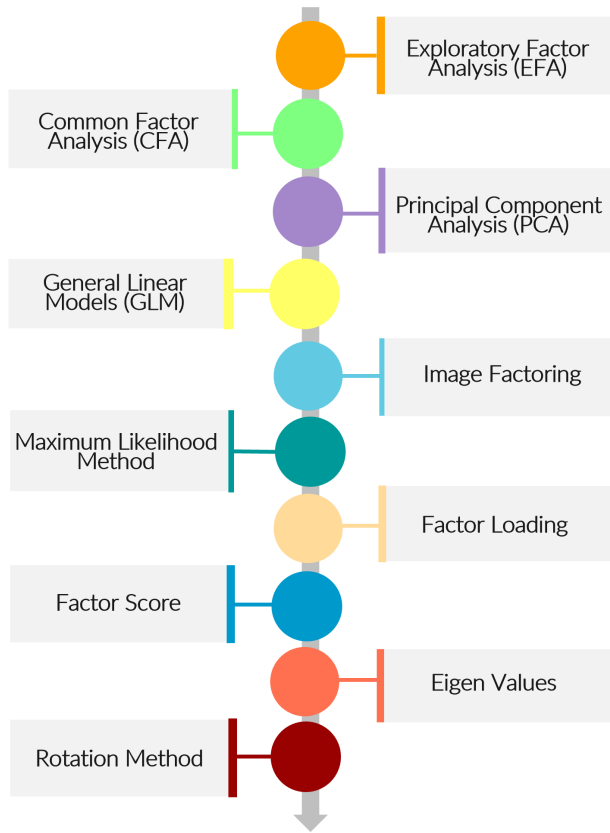 Exploratory Factor
Analysis (EFA)
Common Factor
Analysis (CFA)
Principal Component
Analysis (PCA)
General Linear
Models (GLM)
Image Factoring
Maximum Likelihood
Method
Factor Loading
Factor Score
Eigen Values
Rotation Method